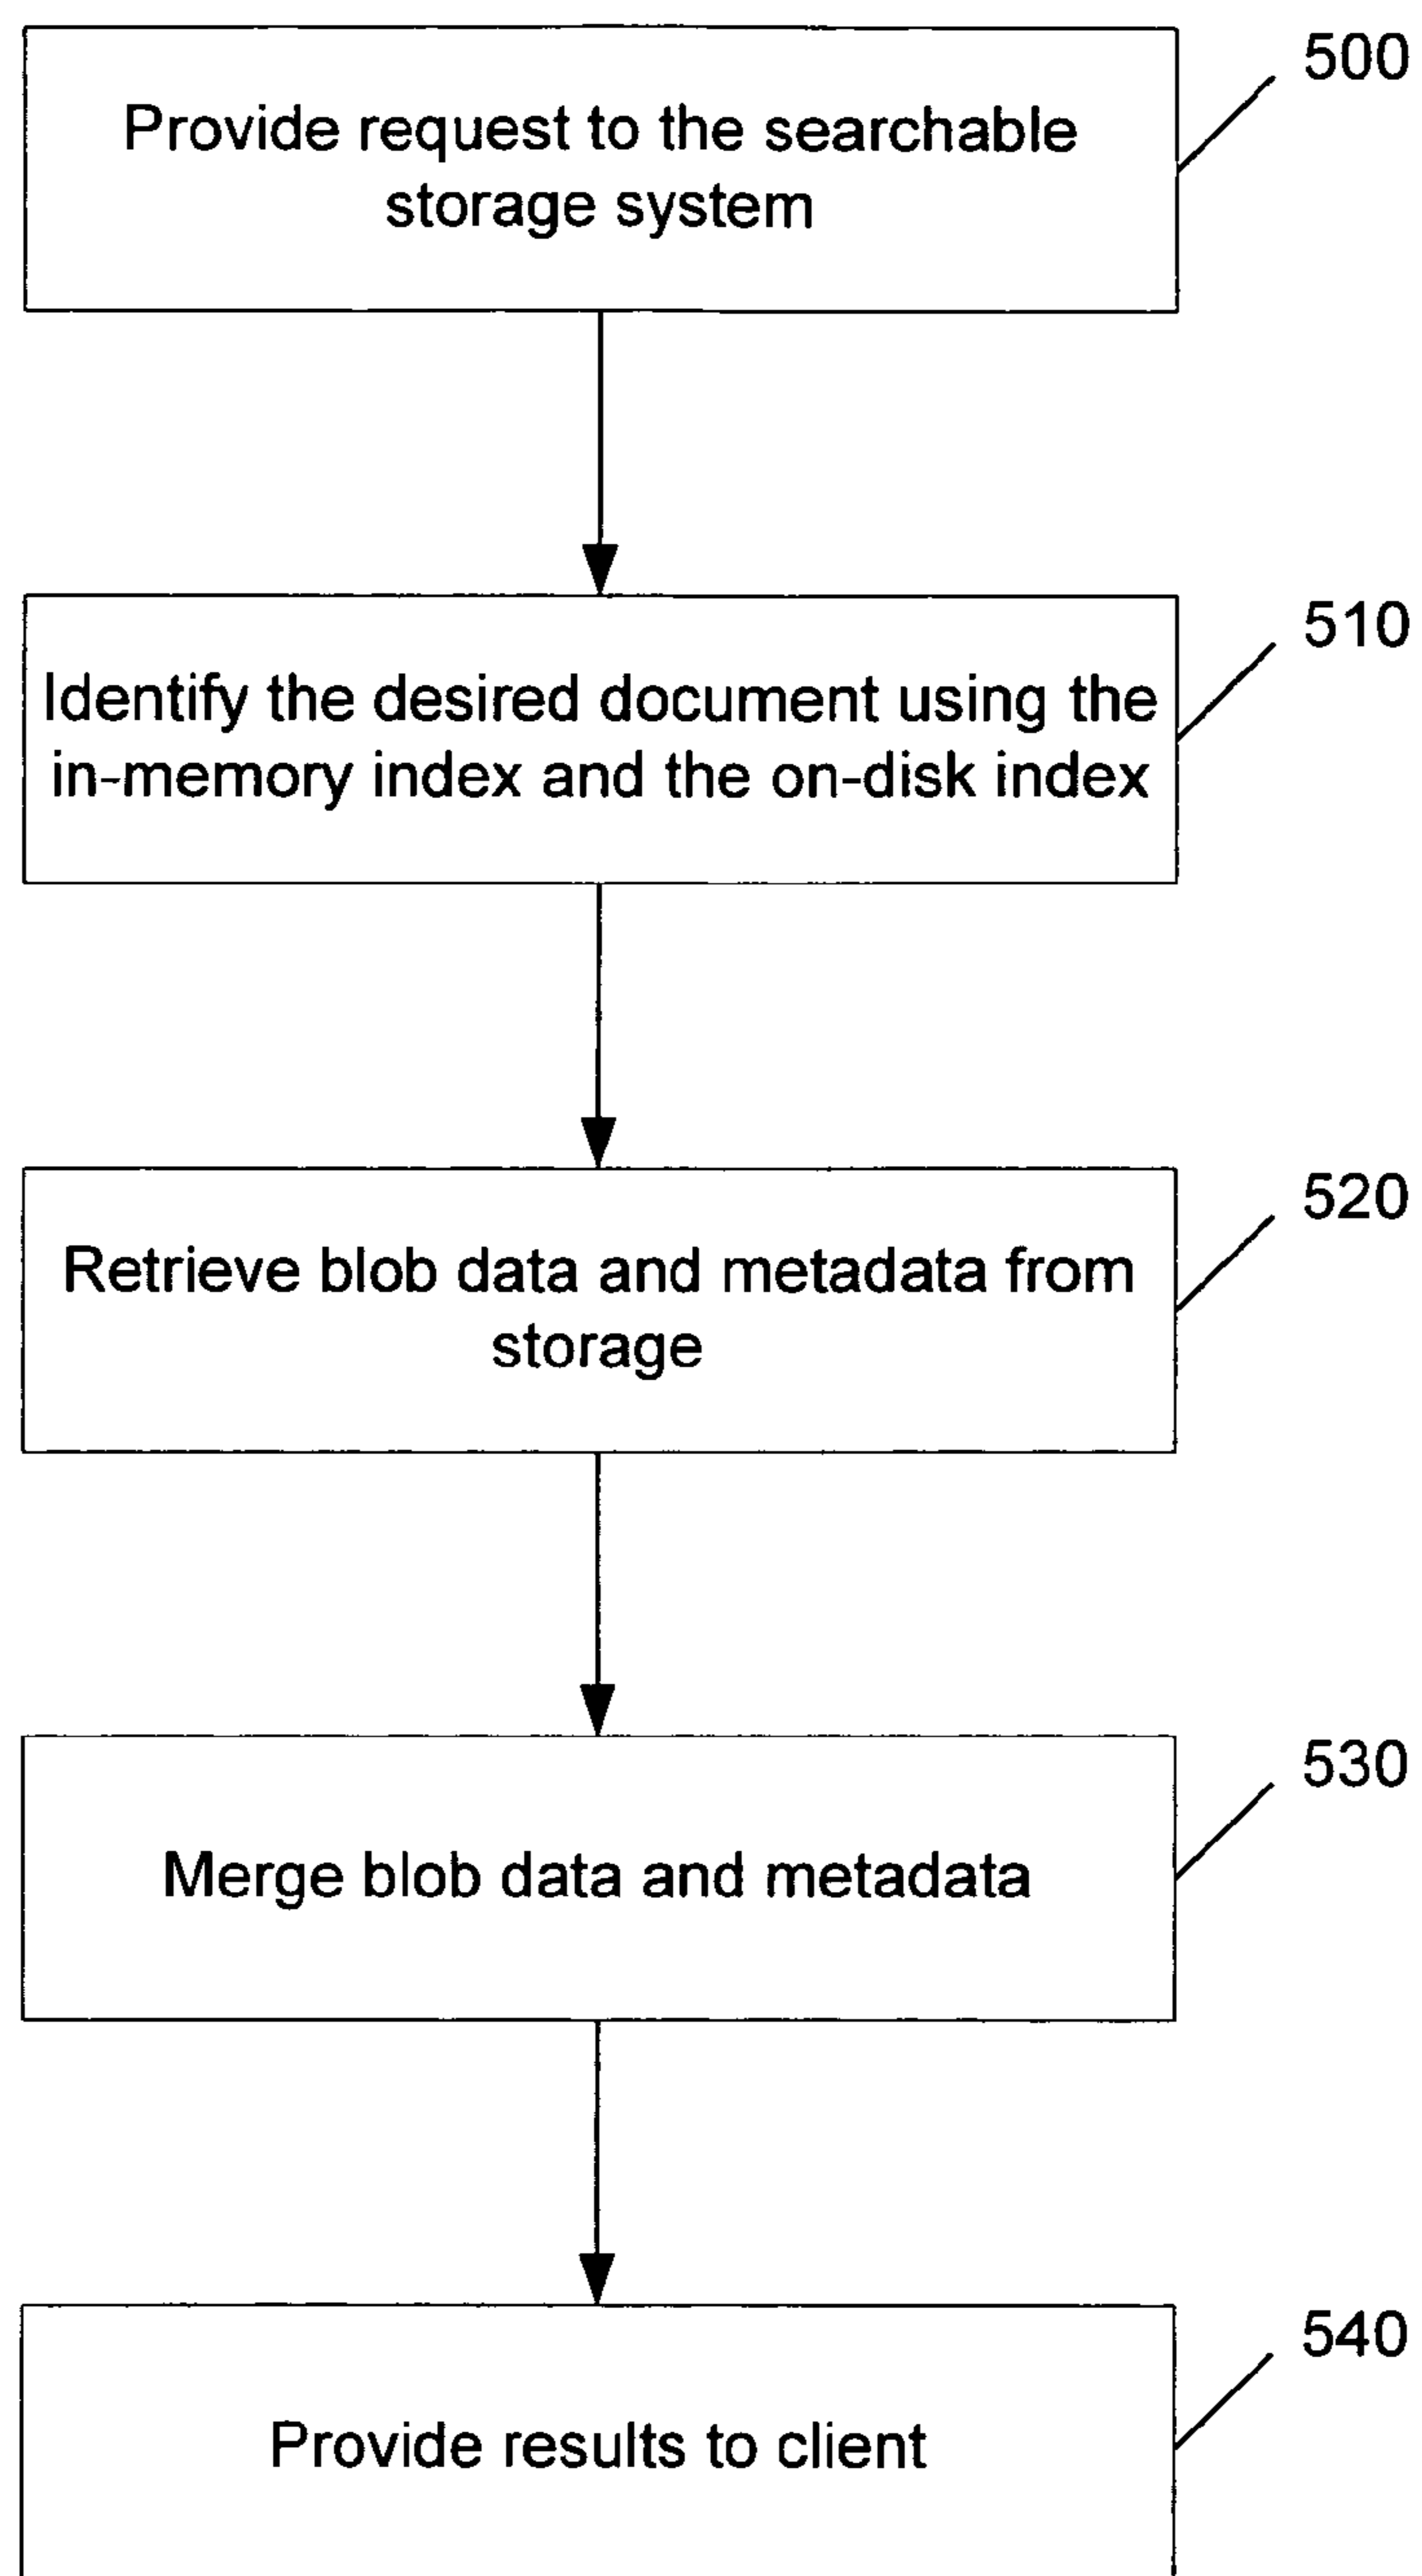 500
Provide request to the searchable
storage system
510
Identify the desired document using the
in-memory index and the on-disk index
520
Retrieve blob data and metadata from
storage
530
Merge blob data and metadata
540
Provide results to client